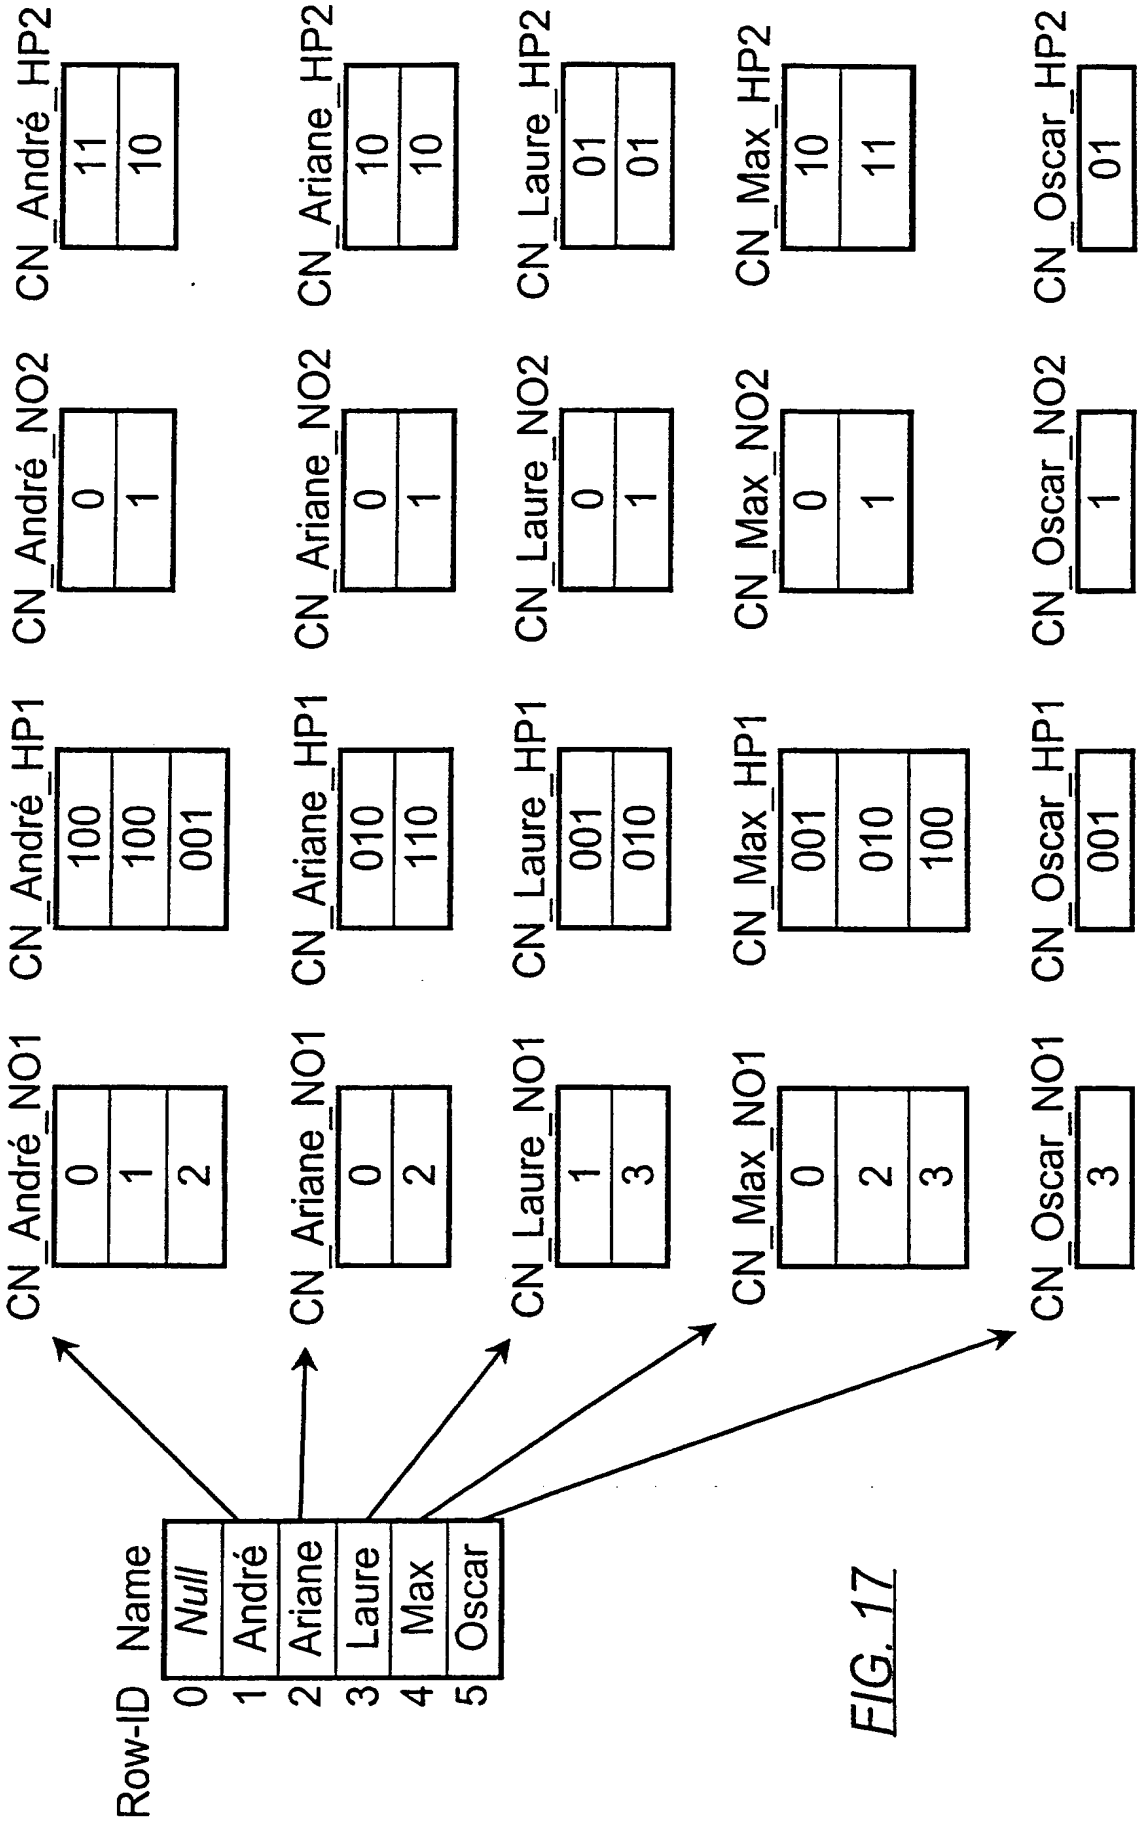 Row-ID Name
0 Null
1 André
2 Ariane
3 Laure
4 Max
5 Oscar
CN_André_NO1 CN_André_HP1 CN_André_NO2 CN_André_HP2
0 100 0 11
1 100 1 10
2 001
CN_Ariane_NO1 CN_Ariane_HP1 CN_Ariane_NO2 CN_Ariane_HP2
0 010 0 10
2 110 1 10
CN_Laure_NO1 CN_Laure_HP1 CN_Laure_NO2 CN_Laure_HP2
1 001 0 01
3 010 1 01
CN_Max_NO1 CN_Max_HP1 CN_Max_NO2 CN_Max_HP2
0 001 0 10
2 010 1 11
3 100
CN_Oscar_NO1 CN_Oscar_HP1 CN_Oscar_NO2 CN_Oscar_HP2
3 001 1 01
FIG. 17